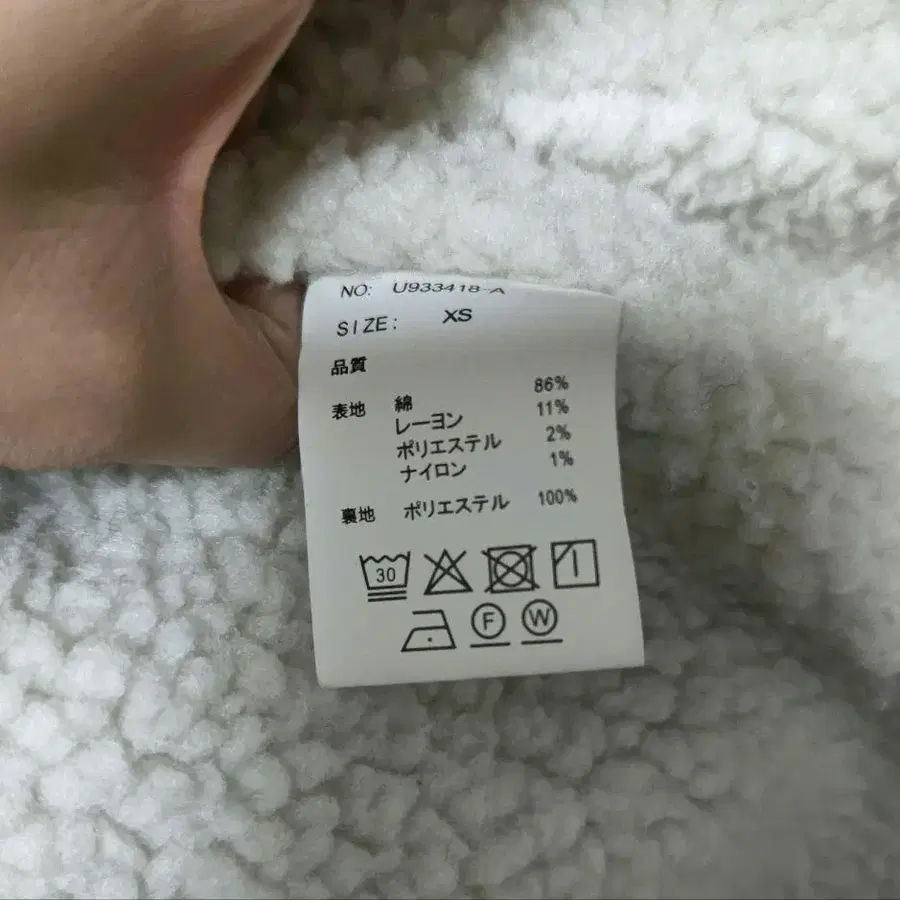 NO: U933418-A
SIZE: XS
品質
表地 綿 86%
レーヨン 11%
ポリエステル 2%
ナイロン 1%
裏地 ポリエステル 100%
30
F W